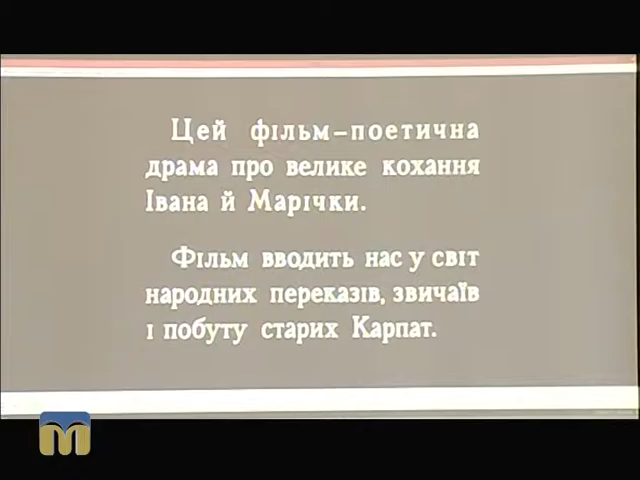 Цей фільм–поетична
драма про велике кохання
Івана й Марічки.
Фільм вводить нас у світ
народних переказів, звичаїв
і побуту старих Карпат.
М